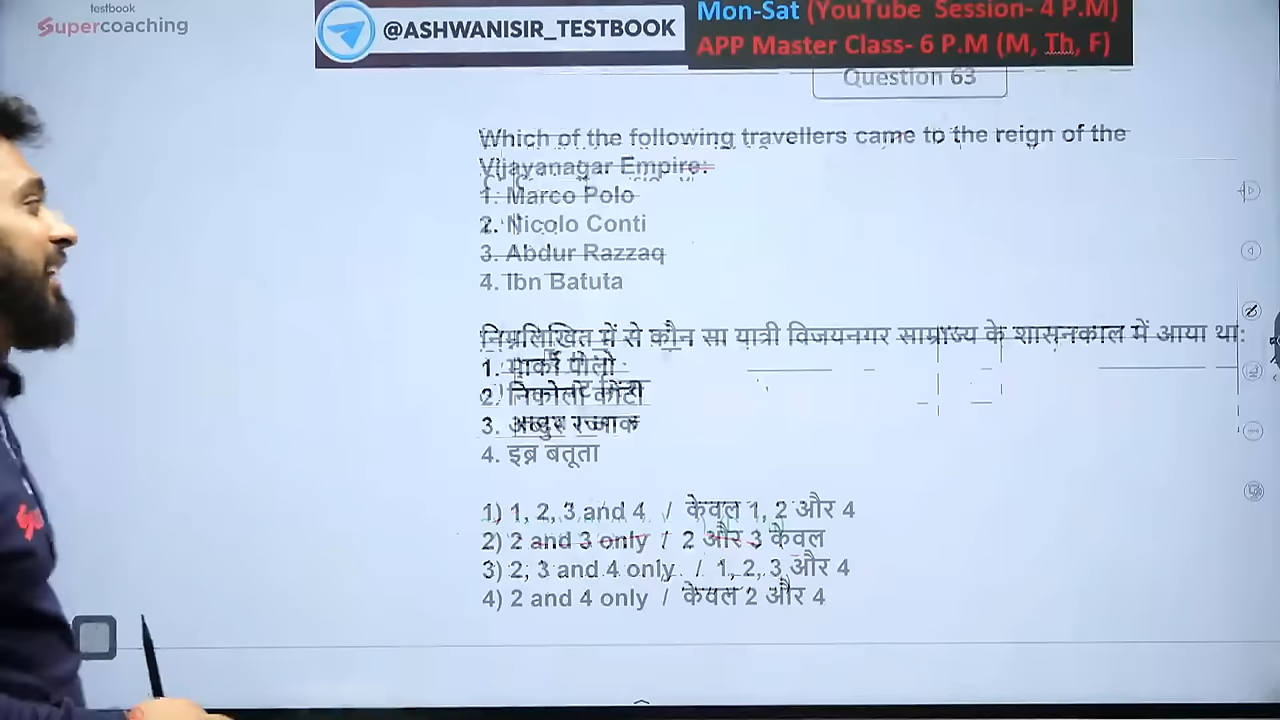 testbook
Supercoaching
@ASHWANISIR_TESTBOOK
Mon-Sat (YouTube Session- 4 P.M)
APP Master Class- 6 P.M (M, Th, F)
Question 63
Which of the following travellers came to the reign of the
Vijayanagar Empire:
1. Marco Polo
2. Nicolo Conti
3. Abdur Razzaq
4. Ibn Batuta
निम्नलिखित में से कौन सा यात्री विजयनगर साम्राज्य के शासनकाल में आया था:
1. मार्को पोलो
2. निकोलो कोंटी
3. अब्दुर रज्जाक
4. इब्न बतूता
1) 1, 2, 3 and 4 / केवल 1, 2 और 4
2) 2 and 3 only / 2 और 3 केवल
3) 2, 3 and 4 only / 1, 2, 3 और 4
4) 2 and 4 only / केवल 2 और 4